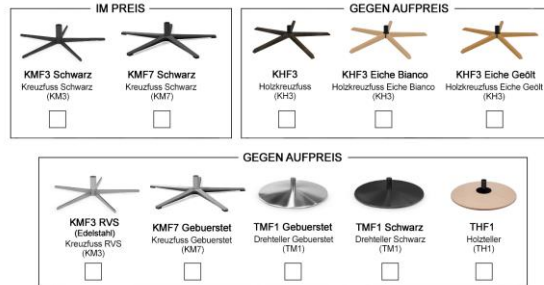 IM PREIS
KMF3 Schwarz
Kreuzfuss Schwarz
(KM3)
KMF7 Schwarz
Kreuzfuss Schwarz
(KM7)
GEGEN AUFPREIS
KHF3
Holzkreuzfuss
(KH3)
KHF3 Eiche Bianco
Holzkreuzfuss Eiche Bianco
(KH3)
KHF3 Eiche Geölt
Holzkreuzfuss Eiche Geölt
(KH3)
GEGEN AUFPREIS
KMF3 RVS
(Edelstahl)
Kreuzfuss RVS
(KM3)
KMF7 Gebuerstet
Kreuzfuss Gebuerstet
(KM7)
TMF1 Gebuerstet
Drehteller Gebuerstet
(TM1)
TMF1 Schwarz
Drehteller Schwarz
(TM1)
THF1
Holzteller
(TH1)